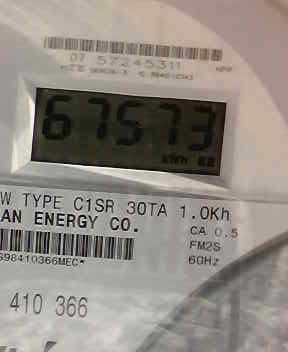 07 57245311
67573
kWh
W TYPE C1SR 30TA 1.0Kh
AN ENERGY CO.
CA 0.5
FM2S
60Hz
S98410366MEC*
410 366